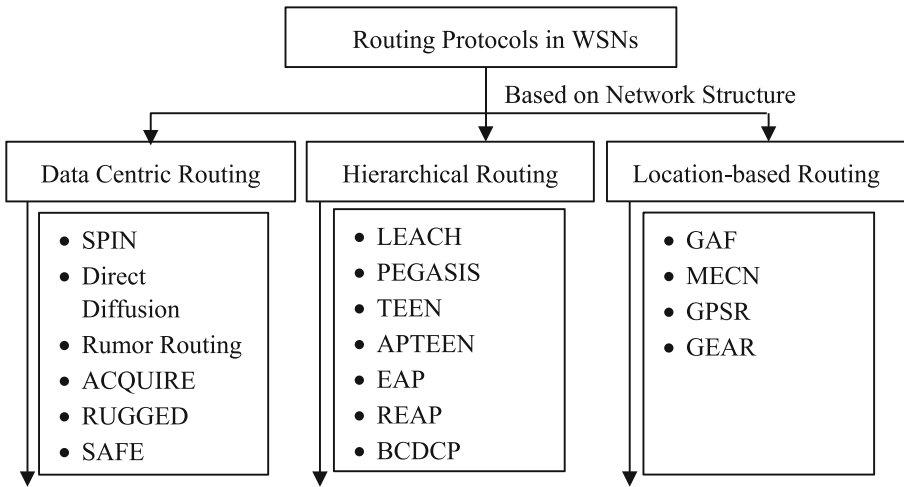 Routing Protocols in WSNs
Based on Network Structure
Data Centric Routing
• SPIN
• Direct
Diffusion
• Rumor Routing
• ACQUIRE
• RUGGED
• SAFE
Hierarchical Routing
• LEACH
• PEGASIS
• TEEN
• APTEEN
• EAP
• REAP
• BCDCP
Location-based Routing
• GAF
• MECN
• GPSR
• GEAR